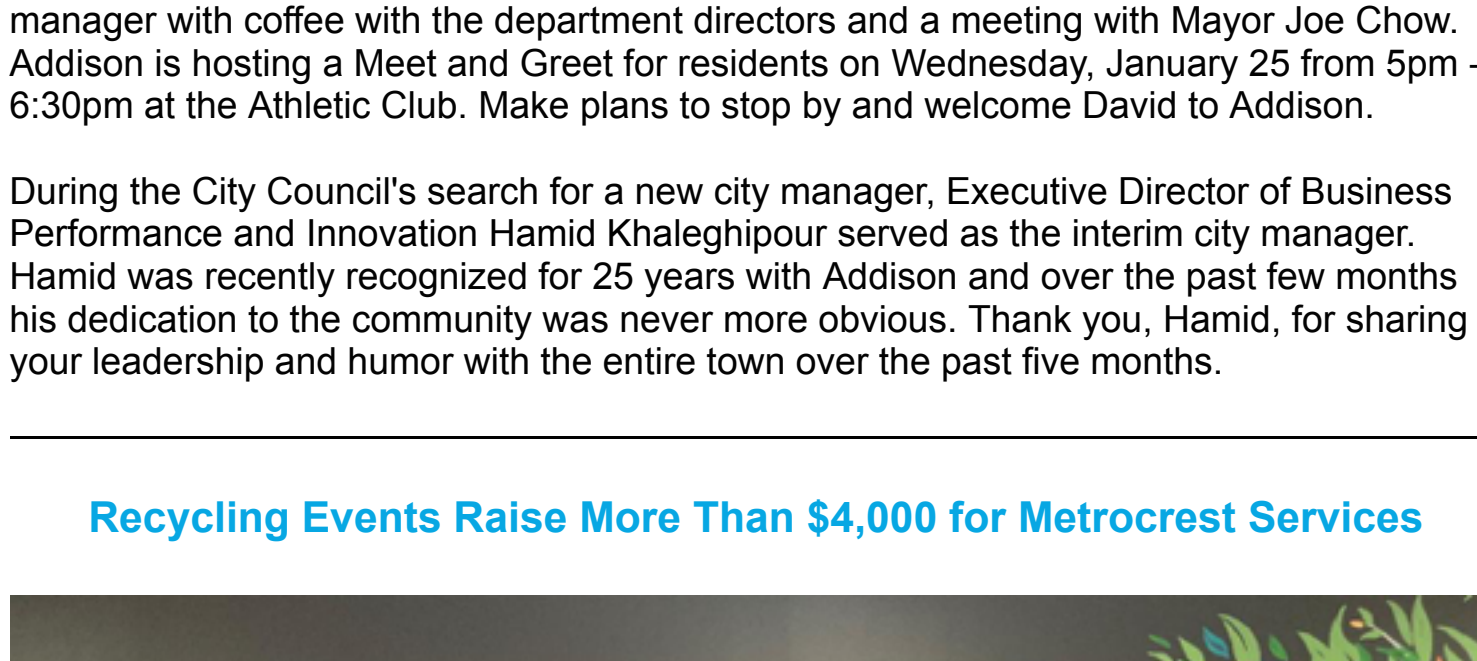 manager with coffee with the department directors and a meeting with Mayor Joe Chow.
Addison is hosting a Meet and Greet for residents on Wednesday, January 25 from 5pm -
6:30pm at the Athletic Club. Make plans to stop by and welcome David to Addison.
During the City Council's search for a new city manager, Executive Director of Business
Performance and Innovation Hamid Khaleghipour served as the interim city manager.
Hamid was recently recognized for 25 years with Addison and over the past few months
his dedication to the community was never more obvious. Thank you, Hamid, for sharing
your leadership and humor with the entire town over the past five months.
Recycling Events Raise More Than $4,000 for Metrocrest Services